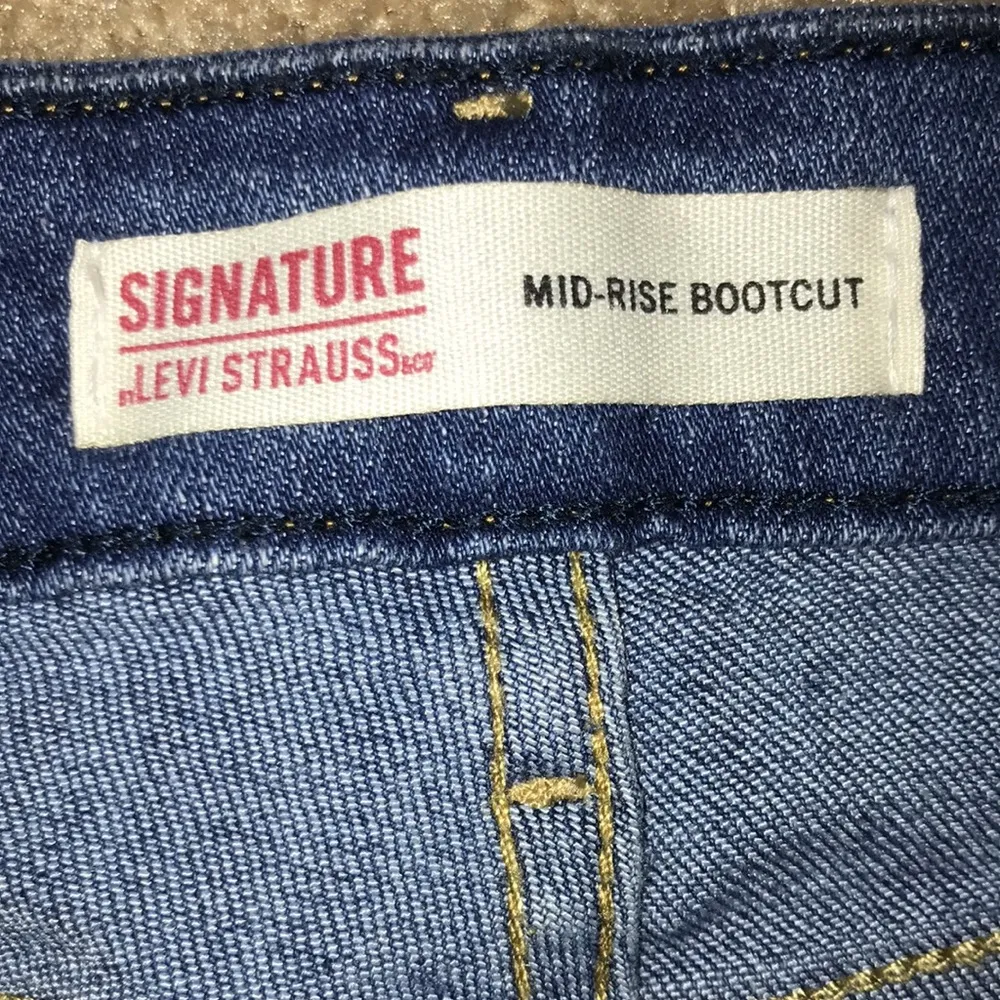 SIGNATURE
BY LEVI STRAUSS &CO
MID-RISE BOOTCUT